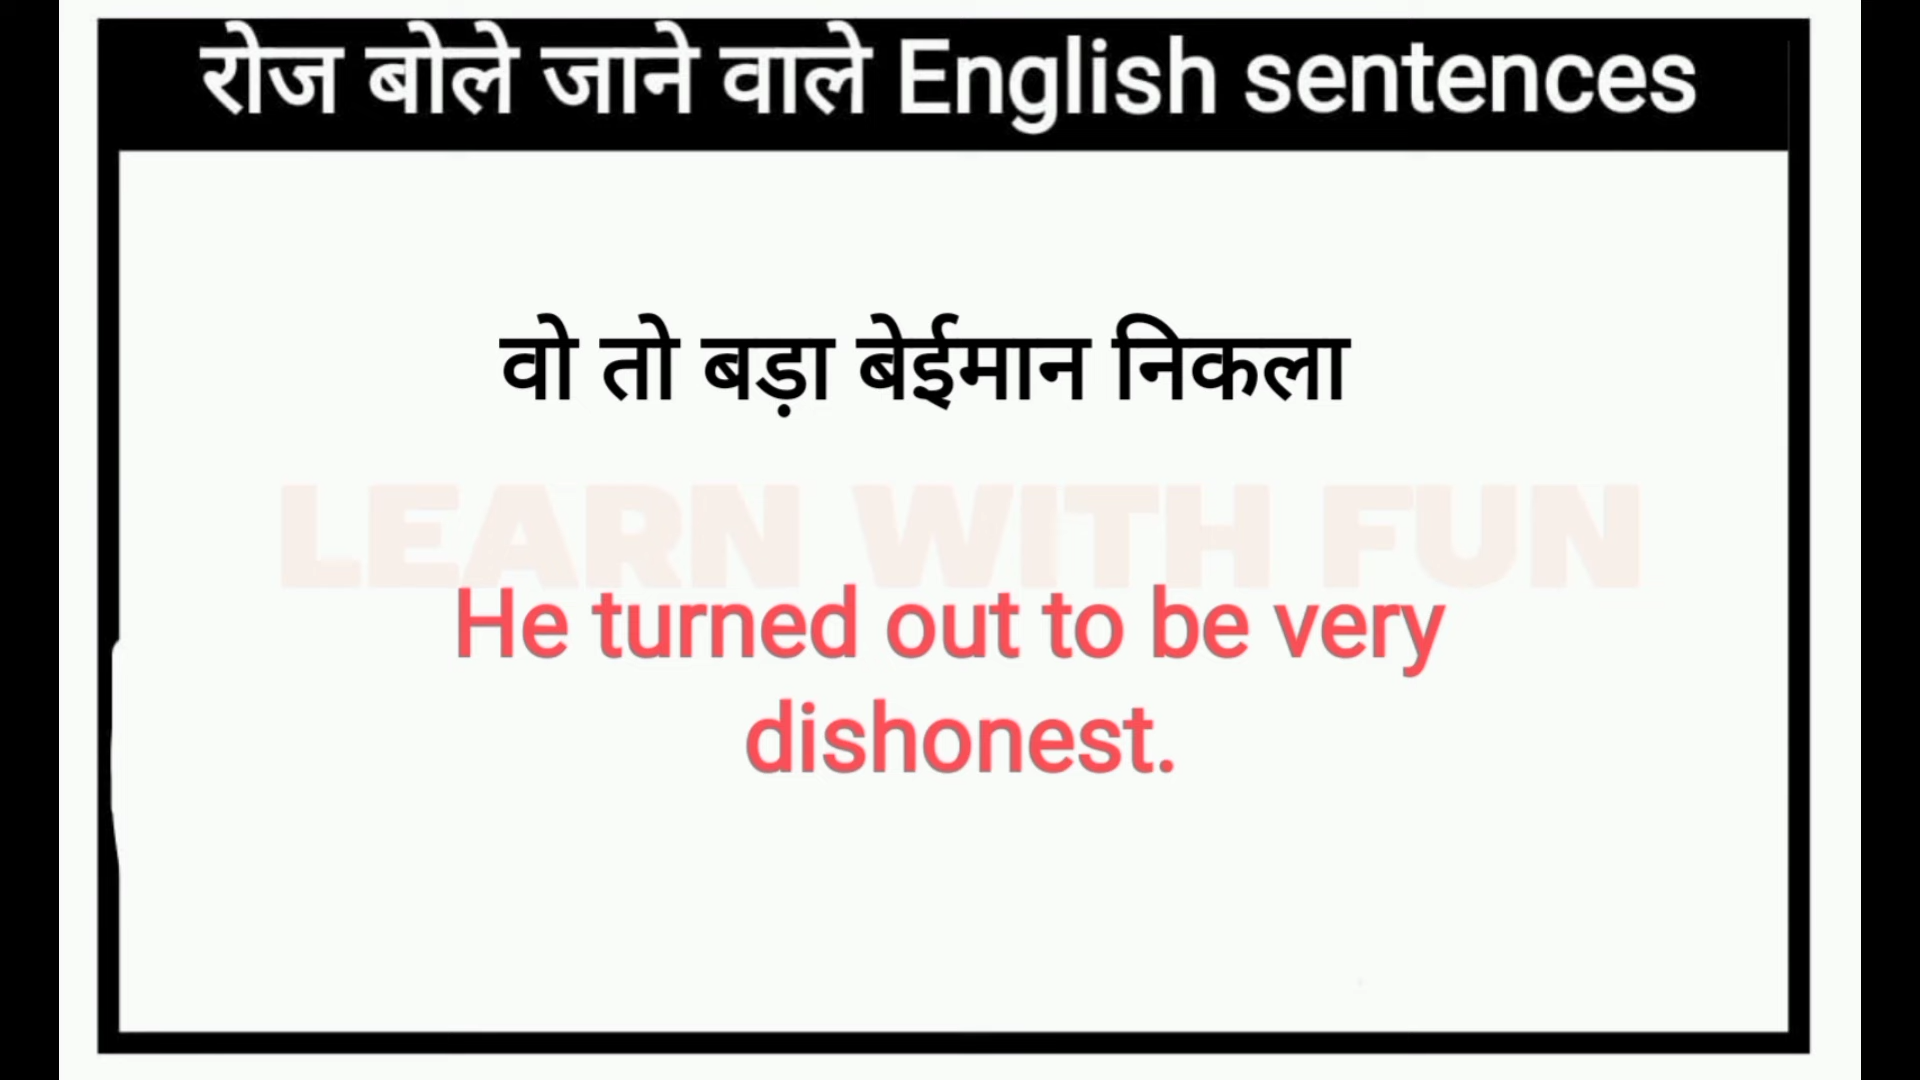 रोज बोले जाने वाले English sentences
वो तो बड़ा बेईमान निकला
LEARN WITH FUN
He turned out to be very
dishonest.